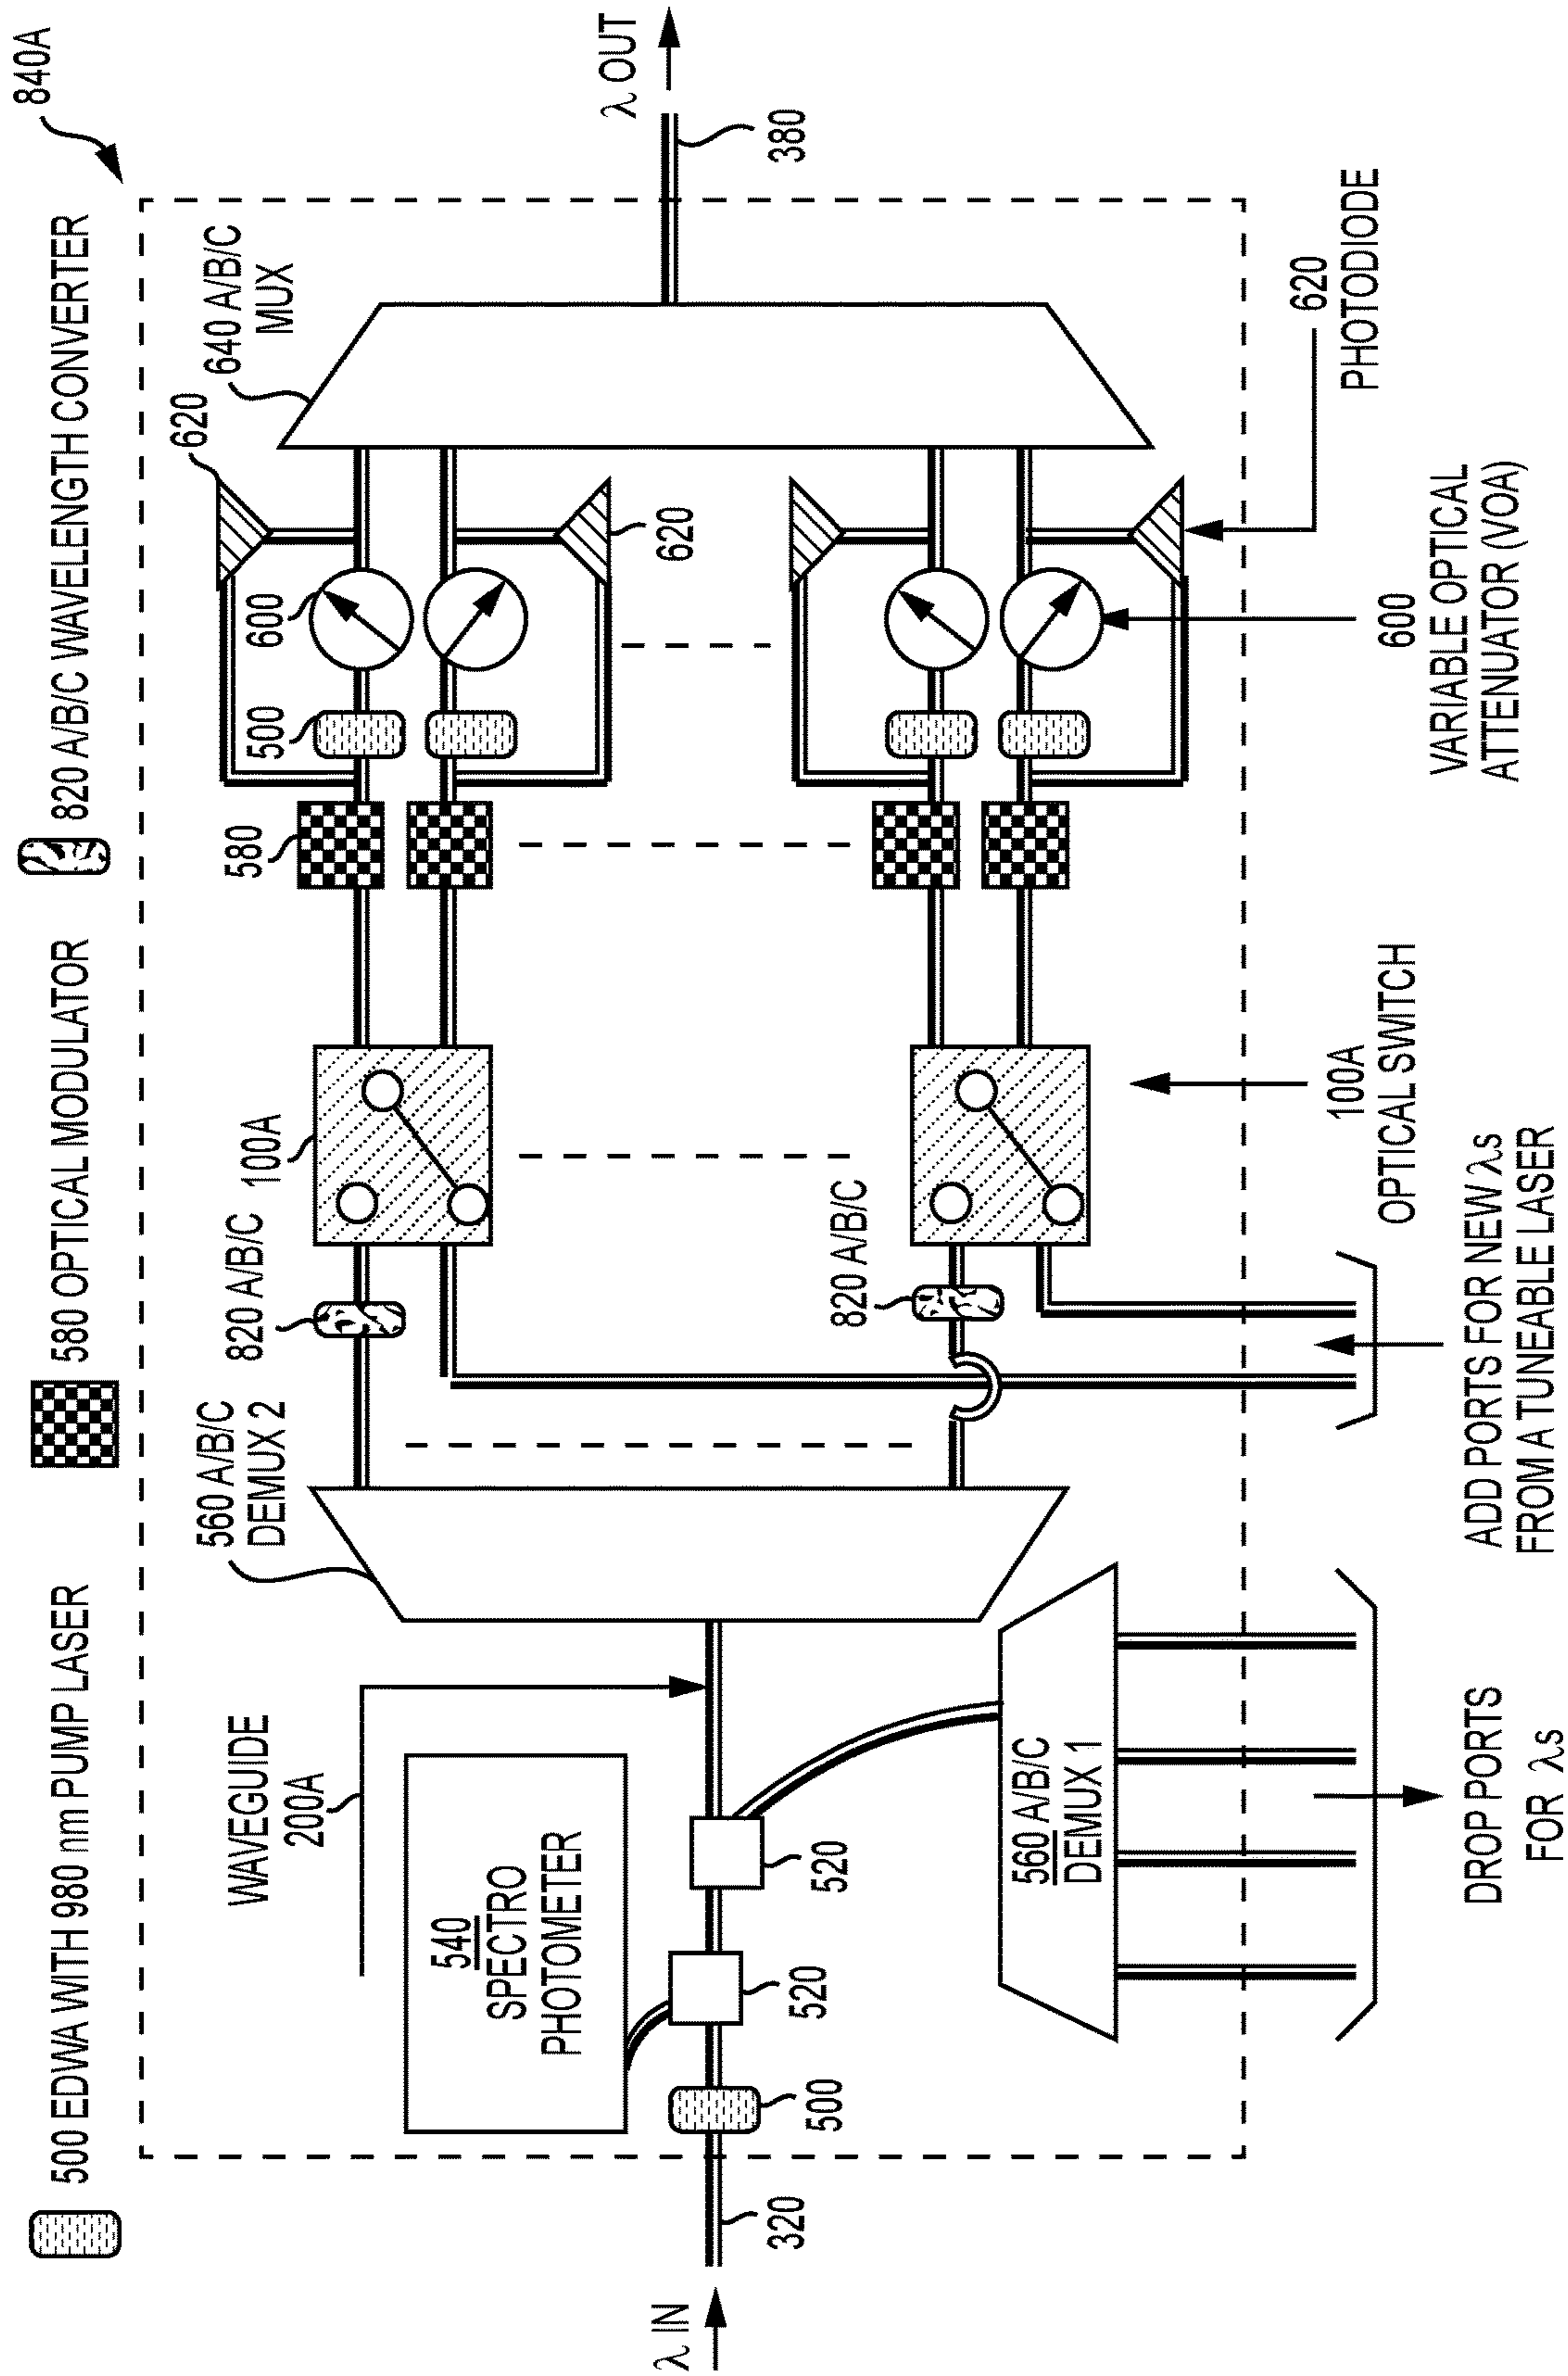 500 EDWA WITH 980 nm PUMP LASER
580 OPTICAL MODULATOR
820 A/B/C WAVELENGTH CONVERTER
840A
λ IN
320
500
540
SPECTRO
PHOTOMETER
520
520
WAVEGUIDE
200A
560 A/B/C
DEMUX 1
560 A/B/C
DEMUX 2
820 A/B/C
820 A/B/C
100A
580
500
600
620
620
640 A/B/C
MUX
λ OUT
380
DROP PORTS
FOR λs
ADD PORTS FOR NEW λs
FROM A TUNEABLE LASER
100A
OPTICAL SWITCH
600
VARIABLE OPTICAL
ATTENUATOR (VOA)
620
PHOTODIODE